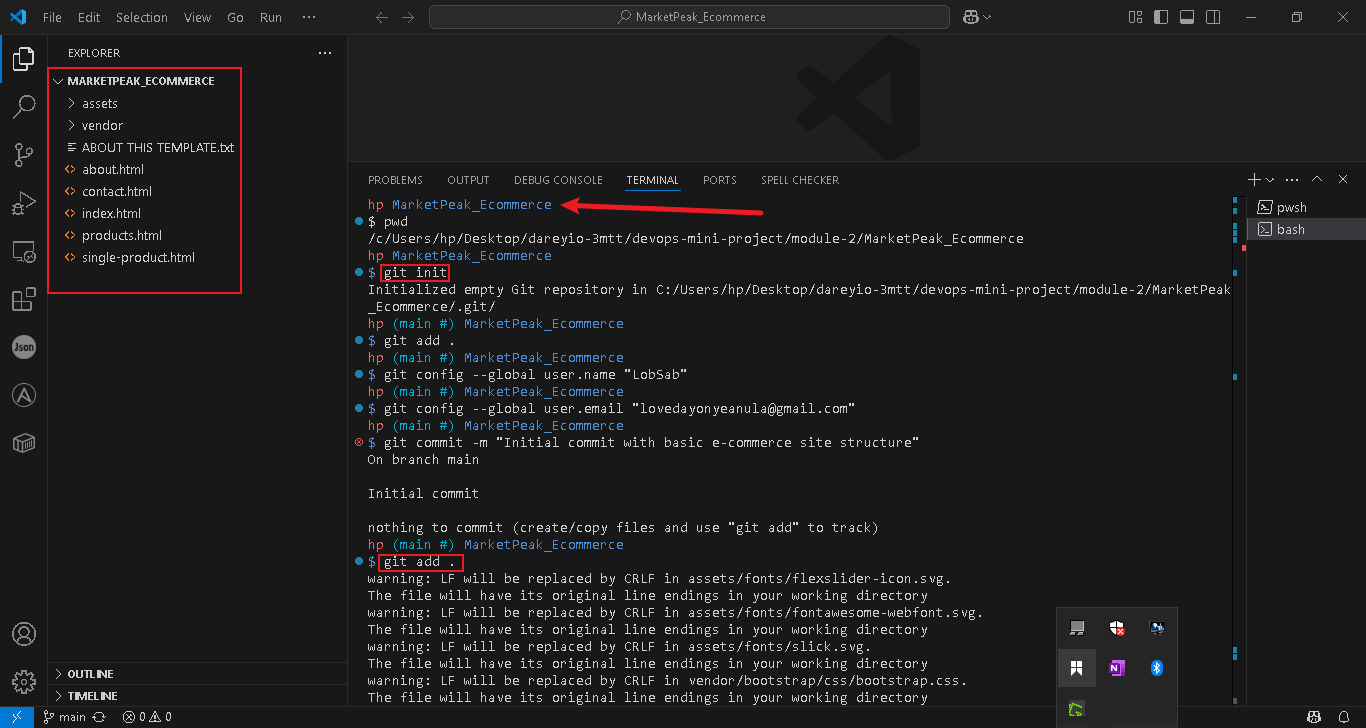 File Edit Selection View Go Run ···
MarketPeak_Ecommerce
EXPLORER
MARKETPEAK_ECOMMERCE
assets
vendor
ABOUT THIS TEMPLATE.txt
about.html
contact.html
index.html
products.html
single-product.html
OUTLINE
TIMELINE
PROBLEMS OUTPUT DEBUG CONSOLE TERMINAL PORTS SPELL CHECKER
hp MarketPeak_Ecommerce
$ pwd
/c/Users/hp/Desktop/dareyio-3mtt/devops-mini-project/module-2/MarketPeak_Ecommerce
hp MarketPeak_Ecommerce
$ git init
Initialized empty Git repository in C:/Users/hp/Desktop/dareyio-3mtt/devops-mini-project/module-2/MarketPeak
_Ecommerce/.git/
hp (main #) MarketPeak_Ecommerce
$ git add .
hp (main #) MarketPeak_Ecommerce
$ git config --global user.name "LobSab"
hp (main #) MarketPeak_Ecommerce
$ git config --global user.email "lovedayonyeanula@gmail.com"
hp (main #) MarketPeak_Ecommerce
$ git commit -m "Initial commit with basic e-commerce site structure"
On branch main
Initial commit
nothing to commit (create/copy files and use "git add" to track)
hp (main #) MarketPeak_Ecommerce
$ git add .
warning: LF will be replaced by CRLF in assets/fonts/flexslider-icon.svg.
The file will have its original line endings in your working directory
warning: LF will be replaced by CRLF in assets/fonts/fontawesome-webfont.svg.
The file will have its original line endings in your working directory
warning: LF will be replaced by CRLF in assets/fonts/slick.svg.
The file will have its original line endings in your working directory
warning: LF will be replaced by CRLF in vendor/bootstrap/css/bootstrap.css.
The file will have its original line endings in your working directory
pwsh
bash
Json
N
main 0 0